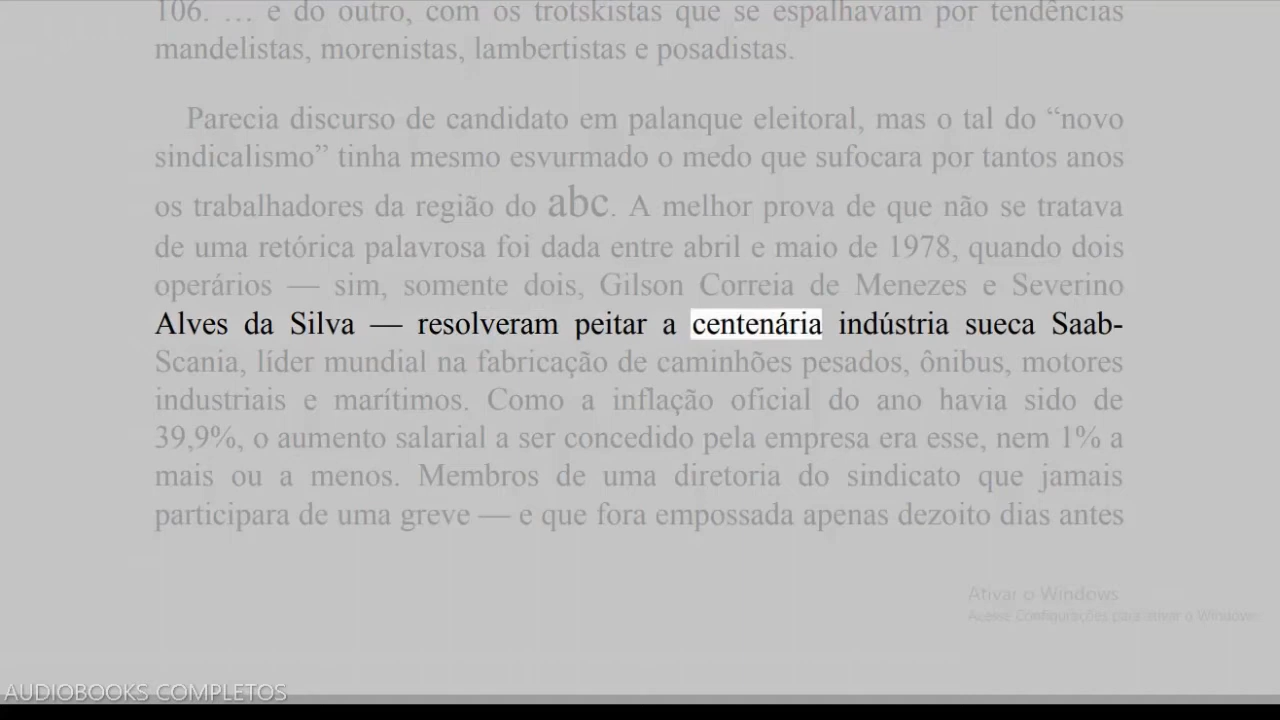 106. … e do outro, com os trotskistas que se espalhavam por tendências
mandelistas, morenistas, lambertistas e posadistas.
Parecia discurso de candidato em palanque eleitoral, mas o tal do “novo
sindicalismo” tinha mesmo esvurmado o medo que sufocara por tantos anos
os trabalhadores da região do abc. A melhor prova de que não se tratava
de uma retórica palavrosa foi dada entre abril e maio de 1978, quando dois
operários — sim, somente dois, Gilson Correia de Menezes e Severino
Alves da Silva — resolveram peitar a centenária indústria sueca Saab-
Scania, líder mundial na fabricação de caminhões pesados, ônibus, motores
industriais e marítimos. Como a inflação oficial do ano havia sido de
39,9%, o aumento salarial a ser concedido pela empresa era esse, nem 1% a
mais ou a menos. Membros de uma diretoria do sindicato que jamais
participara de uma greve — e que fora empossada apenas dezoito dias antes
Ativar o Windows
Acesse Configurações para ativar o Windows.
AUDIOBOOKS COMPLETOS